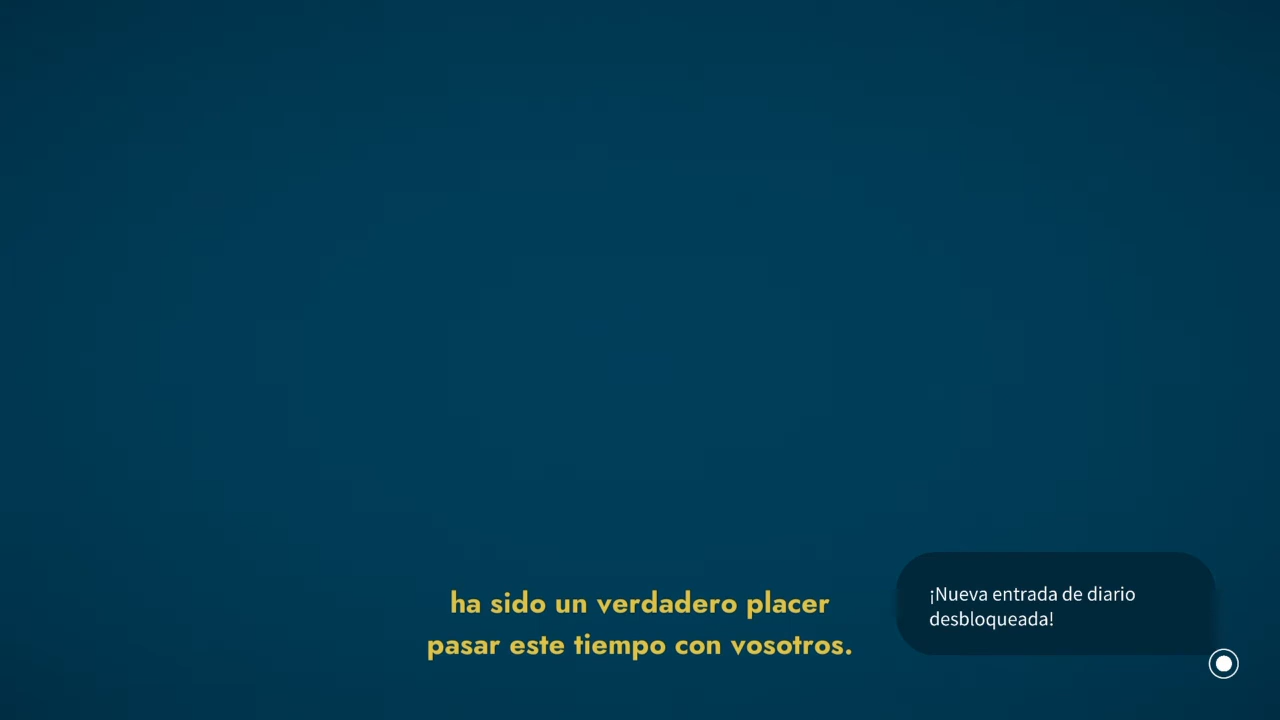 ha sido un verdadero placer
pasar este tiempo con vosotros.
¡Nueva entrada de diario
desbloqueada!